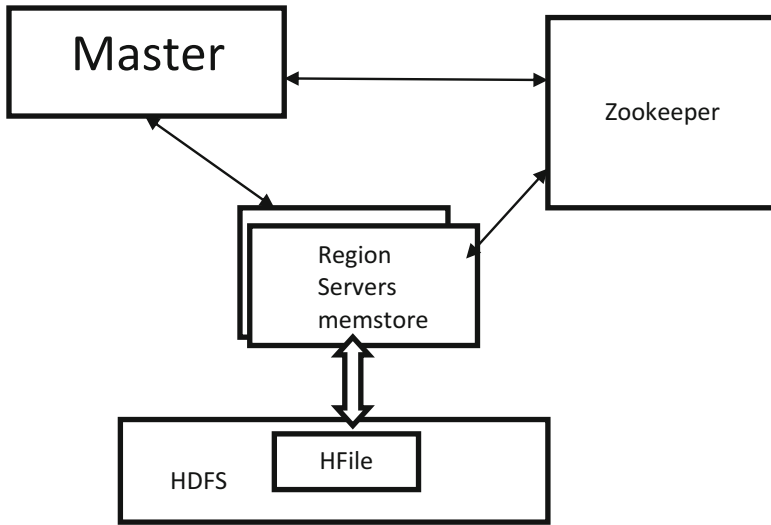 Master
Zookeeper
Region
Servers
memstore
HFile
HDFS